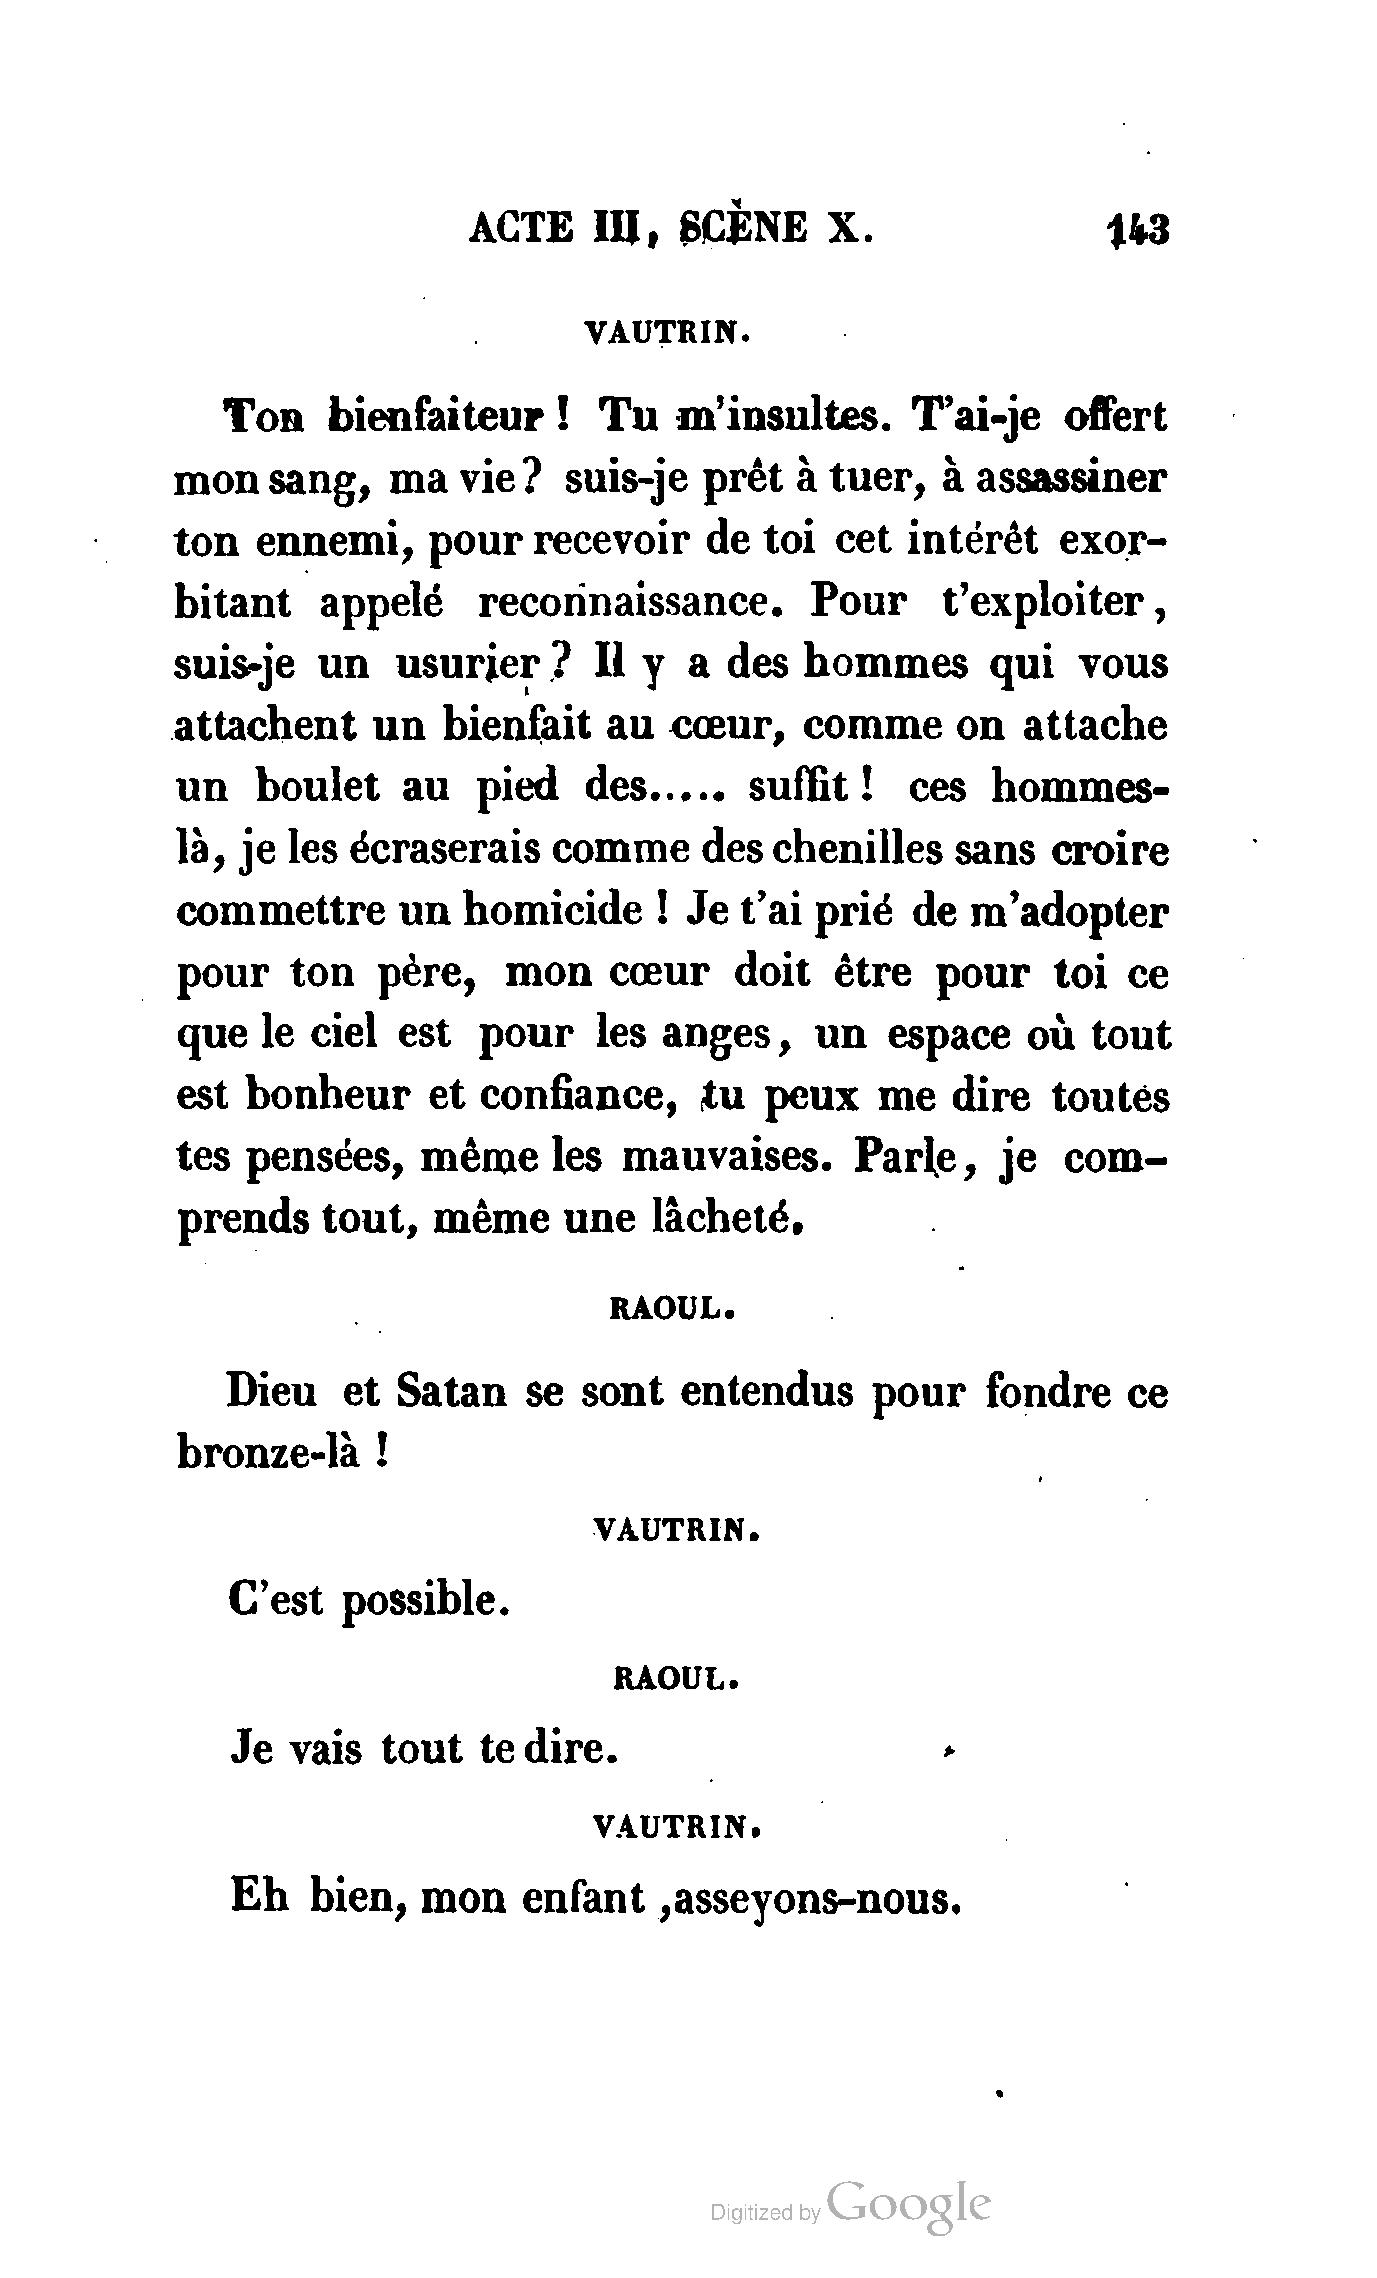 ACTE III, SCÈNE X. 143
VAUTRIN.
Ton bienfaiteur ! Tu m'insultes. T'ai-je offert
mon sang, ma vie ? suis-je prêt à tuer, à assassiner
ton ennemi, pour recevoir de toi cet intérêt exor-
bitant appelé reconnaissance. Pour t'exploiter,
suis-je un usurier ? Il y a des hommes qui vous
attachent un bienfait au cœur, comme on attache
un boulet au pied des..... suffit ! ces hommes-
là, je les écraserais comme des chenilles sans croire
commettre un homicide ! Je t'ai prié de m'adopter
pour ton père, mon cœur doit être pour toi ce
que le ciel est pour les anges, un espace où tout
est bonheur et confiance, tu peux me dire toutes
tes pensées, même les mauvaises. Parle, je com-
prends tout, même une lâcheté.
RAOUL.
Dieu et Satan se sont entendus pour fondre ce
bronze-là !
VAUTRIN.
C'est possible.
RAOUL.
Je vais tout te dire.
VAUTRIN.
Eh bien, mon enfant ,asseyons-nous.
Digitized by Google